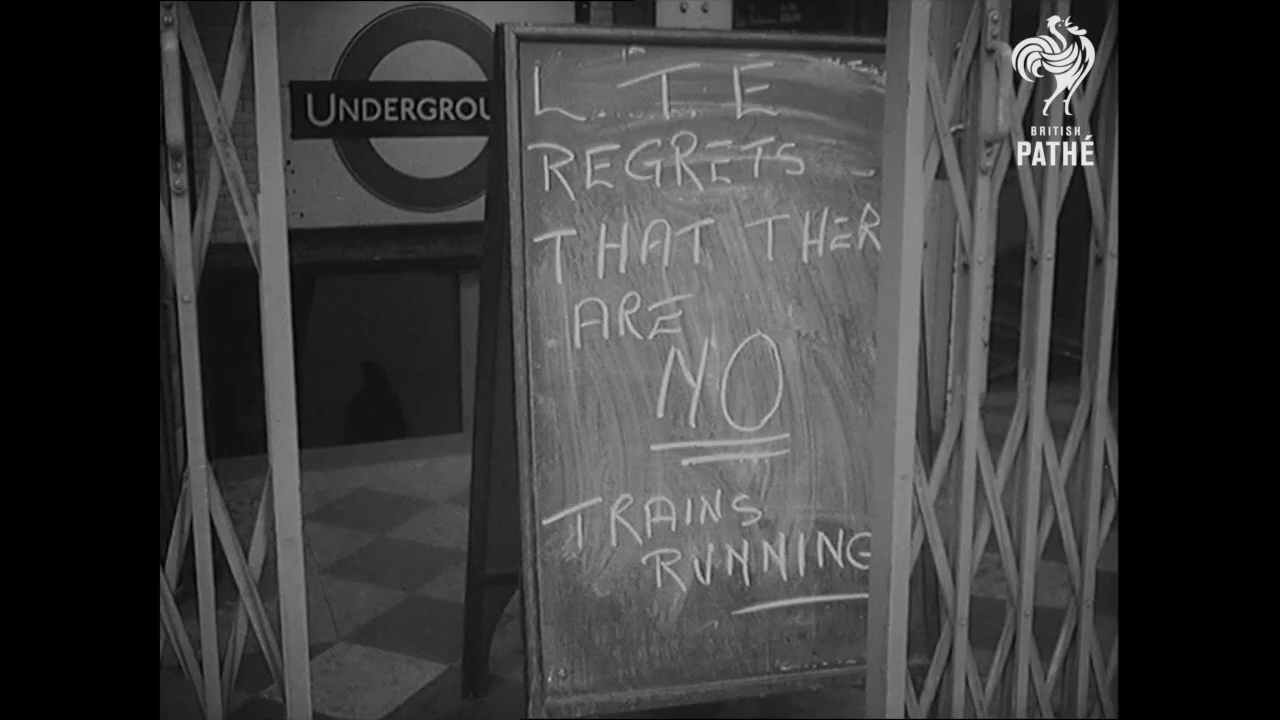 UNDERGROU
L.T.E
REGRETS
THAT THER
ARE
NO
TRAINS
RUNNING
BRITISH
PATHÉ